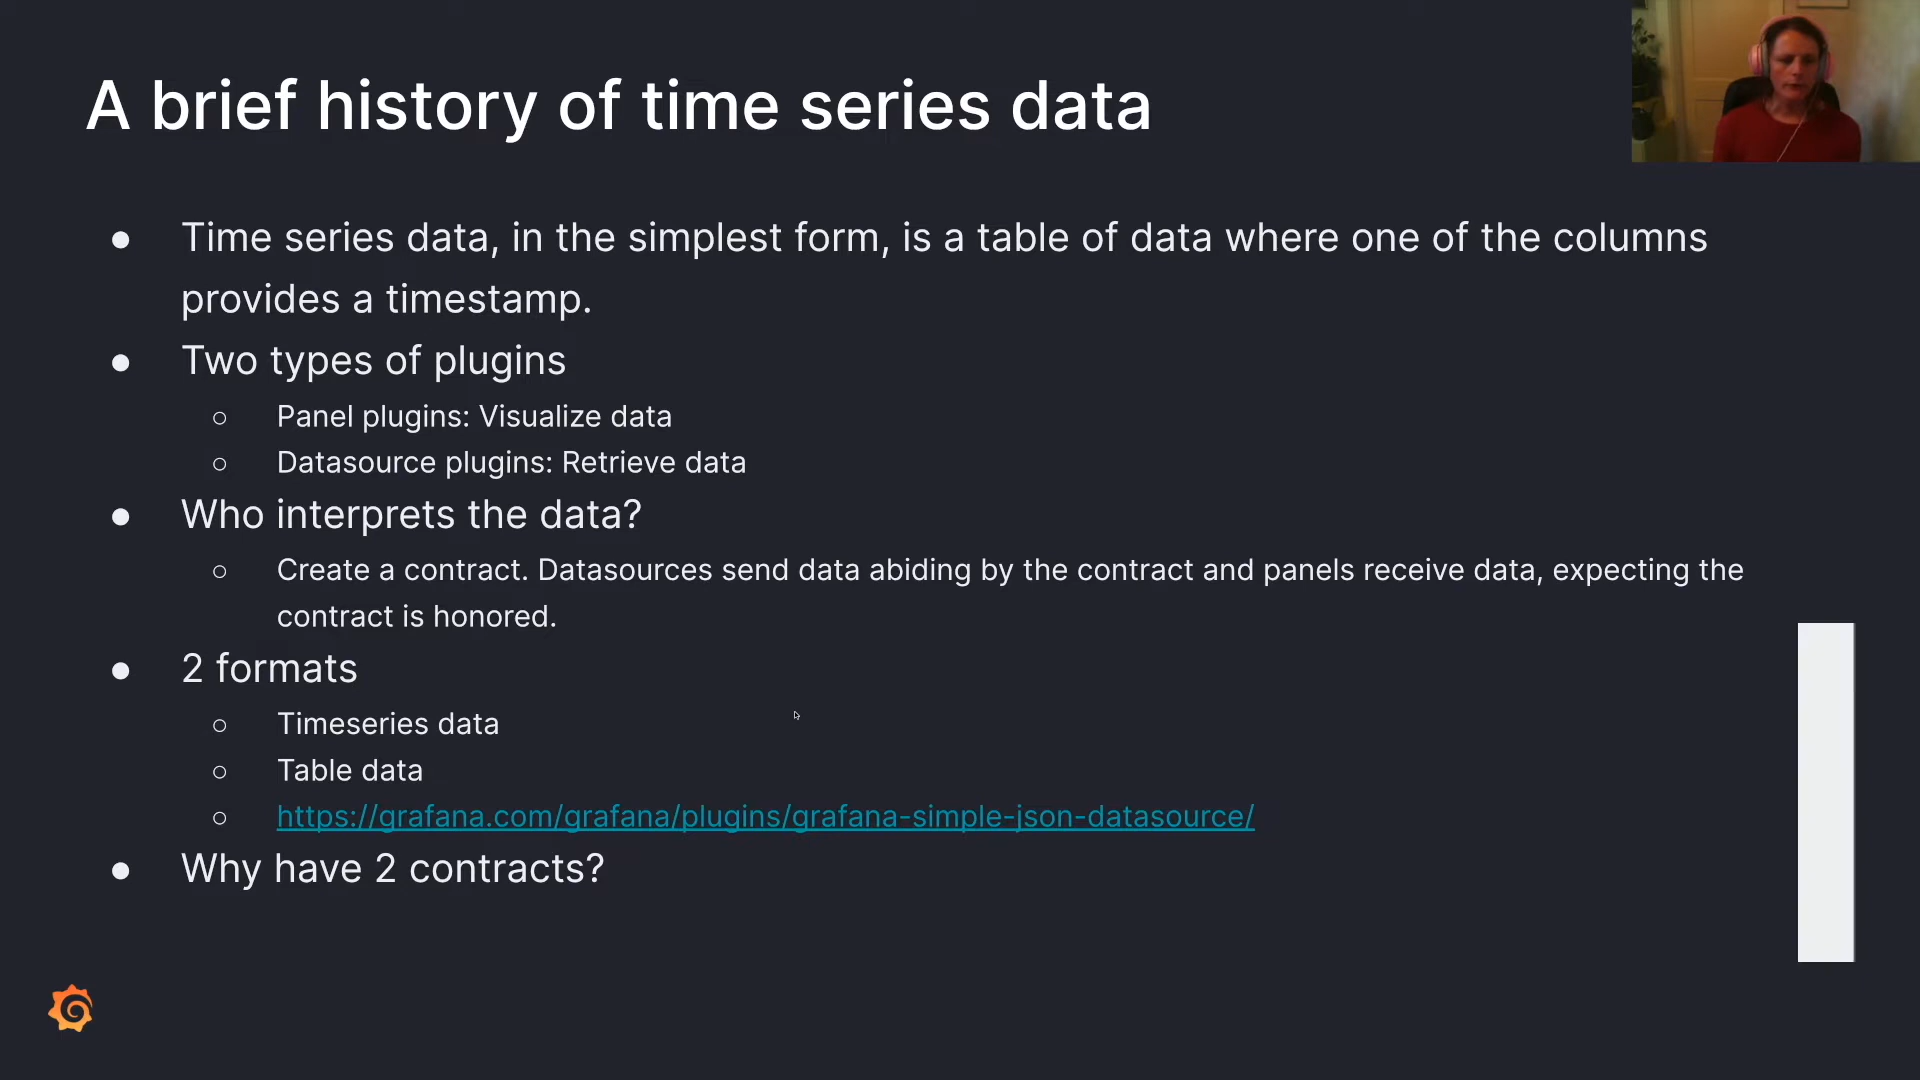 A brief history of time series data
● Time series data, in the simplest form, is a table of data where one of the columns
provides a timestamp.
● Two types of plugins
○ Panel plugins: Visualize data
○ Datasource plugins: Retrieve data
● Who interprets the data?
○ Create a contract. Datasources send data abiding by the contract and panels receive data, expecting the
contract is honored.
● 2 formats
○ Timeseries data
○ Table data
○ https://grafana.com/grafana/plugins/grafana-simple-json-datasource/
● Why have 2 contracts?